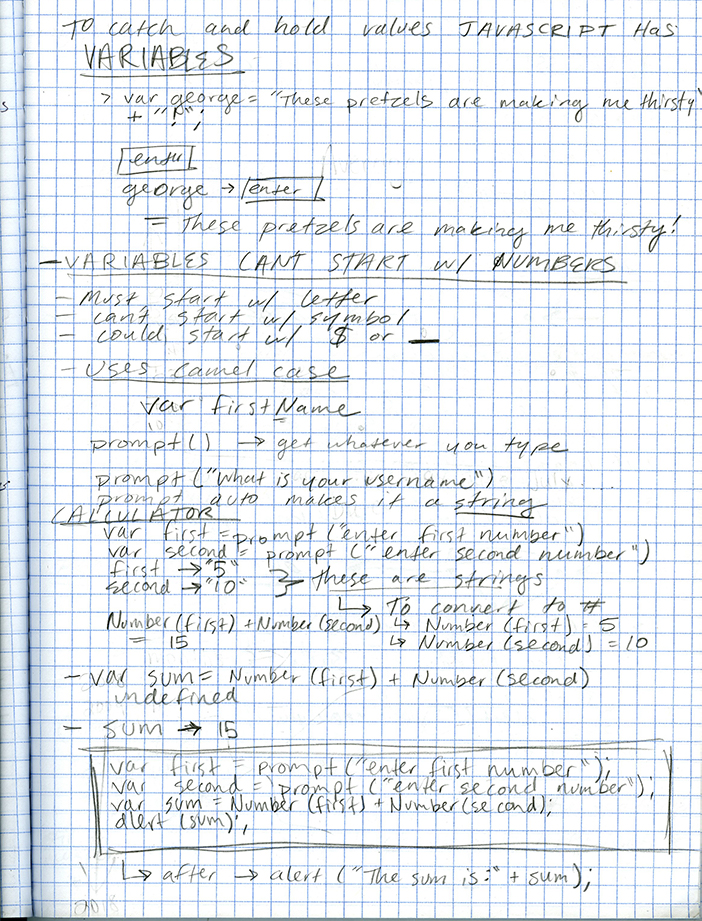 TO catch and hold values JAVASCRIPT Has
VARIABLES
> var george = "These pretzels are making me thirsty"
+ "!";
enter
george → enter
= These pretzels are making me thirsty!
- VARIABLES CANT START w/ NUMBERS
- Must start w/ letter
- can't start w/ symbol
- could start w/ $ or _
- Uses camel case
var firstName
prompt() → get whatever you type
prompt("What is your username")
prompt auto makes it a string
CALCULATOR
var first = prompt ("enter first number")
var second = prompt ("enter second number")
first → "5"
second → "10" } these are strings
↳ To convert to #
Number(first) + Number(second) ↳ Number (first) = 5
= 15 ↳ Number (second) = 10
- var sum = Number (first) + Number (second)
undefined
- sum → 15
var first = prompt ("enter first number");
var second = prompt ("enter second number");
var sum = Number (first) + Number(second);
alert (sum);
↳ after → alert ("The sum is:" + sum);